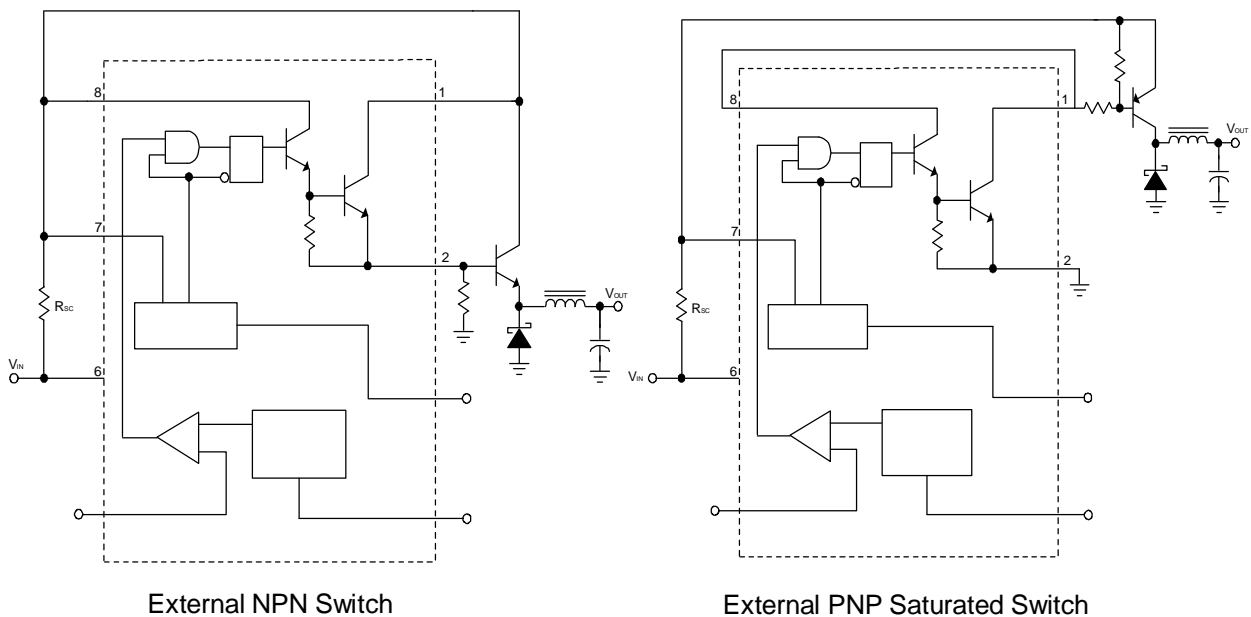 8
1
7
2
RSC
VOUT
VIN
6
External NPN Switch
8
1
VOUT
7
2
RSC
VIN
6
External PNP Saturated Switch